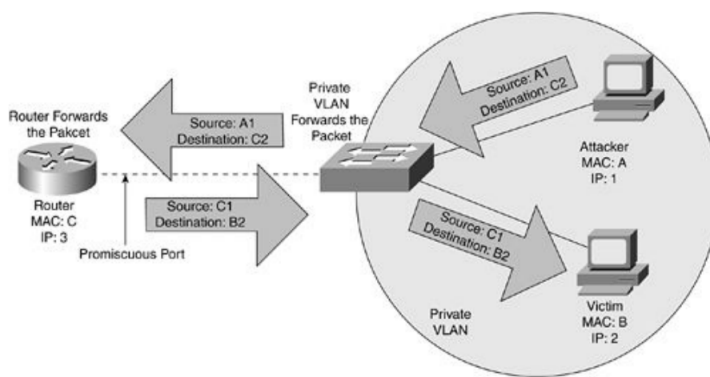 Router Forwards
the Pakcet
Router
MAC: C
IP: 3
Promiscuous Port
Source: A1
Destination: C2
Source: C1
Destination: B2
Private
VLAN
Forwards the
Packet
Source: A1
Destination: C2
Attacker
MAC: A
IP: 1
Source: C1
Destination: B2
Victim
MAC: B
IP: 2
Private
VLAN